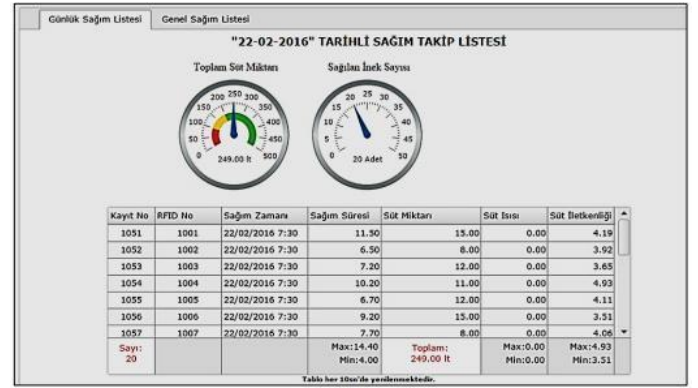 Günlük Sağım Listesi Genel Sağım Listesi
"22-02-2016" TARİHLİ SAĞIM TAKİP LİSTESİ
Toplam Süt Miktarı Sağılan İnek Sayısı
0 50 100 150 200 250 300 350 400 450 500
249.00 lt
0 5 10 15 20 25 30 35 40 45 50
20 Adet
Kayıt No RFID No Sağım Zamanı Sağım Süresi Süt Miktarı Süt Isısı Süt İletkenliği
1051 1001 22/02/2016 7:30 11.50 15.00 0.00 4.19
1052 1002 22/02/2016 7:30 6.50 8.00 0.00 3.92
1053 1003 22/02/2016 7:30 7.20 12.00 0.00 3.65
1054 1004 22/02/2016 7:30 10.20 11.00 0.00 4.93
1055 1005 22/02/2016 7:30 6.70 12.00 0.00 4.11
1056 1006 22/02/2016 7:30 9.20 15.00 0.00 3.51
1057 1007 22/02/2016 7:30 7.70 8.00 0.00 4.06
Sayı: Max:14.40 Toplam: Max:0.00 Max:4.93
20 Min:4.00 249.00 lt Min:0.00 Min:3.51
Tablo her 10sn'de yenilenmektedir.